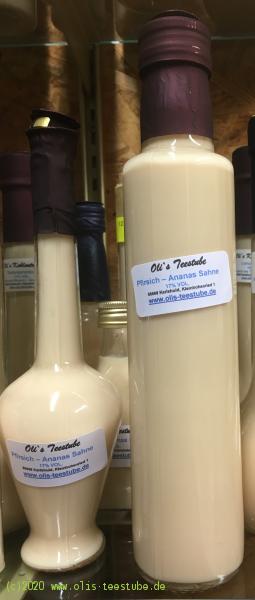 Oli's Teestube
Pfirsich – Ananas Sahne
17% VOL.
www.olis-teestube.de
Oli's Teestube
Pfirsich – Ananas Sahne
17% VOL.
www.olis-teestube.de
(c)2020 www.olis-teestube.de